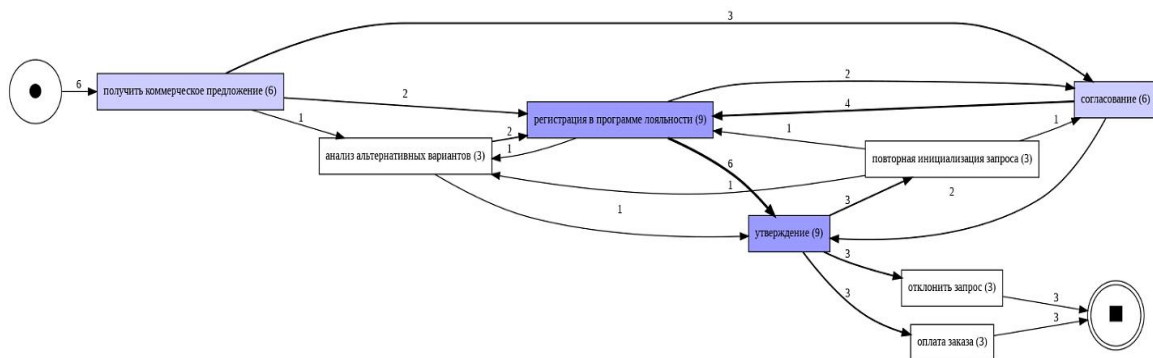 3
6
получить коммерческое предложение (6)
2
2
согласование (6)
4
1
регистрация в программе лояльности (9)
2
1
1
1
анализ альтернативных вариантов (3)
повторная инициализация запроса (3)
6
1
3
2
1
утверждение (9)
3
отклонить запрос (3)
3
3
3
оплата заказа (3)